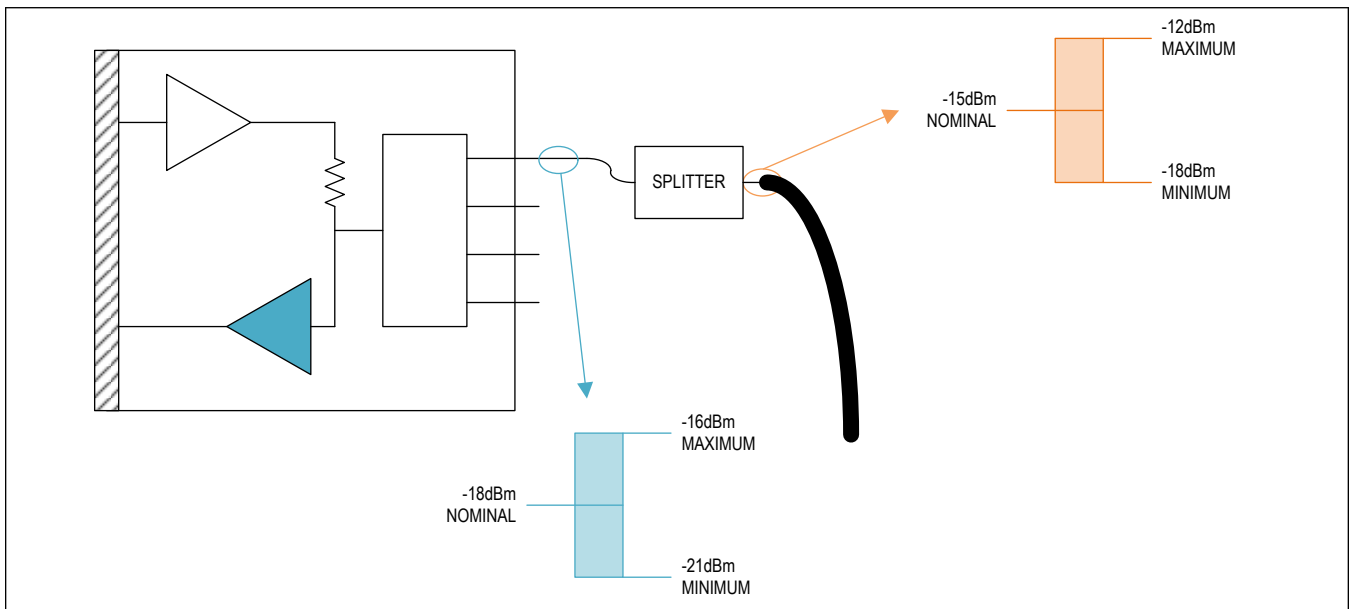 -12dBm
MAXIMUM
-15dBm
NOMINAL
SPLITTER
-18dBm
MINIMUM
-16dBm
MAXIMUM
-18dBm
NOMINAL
-21dBm
MINIMUM